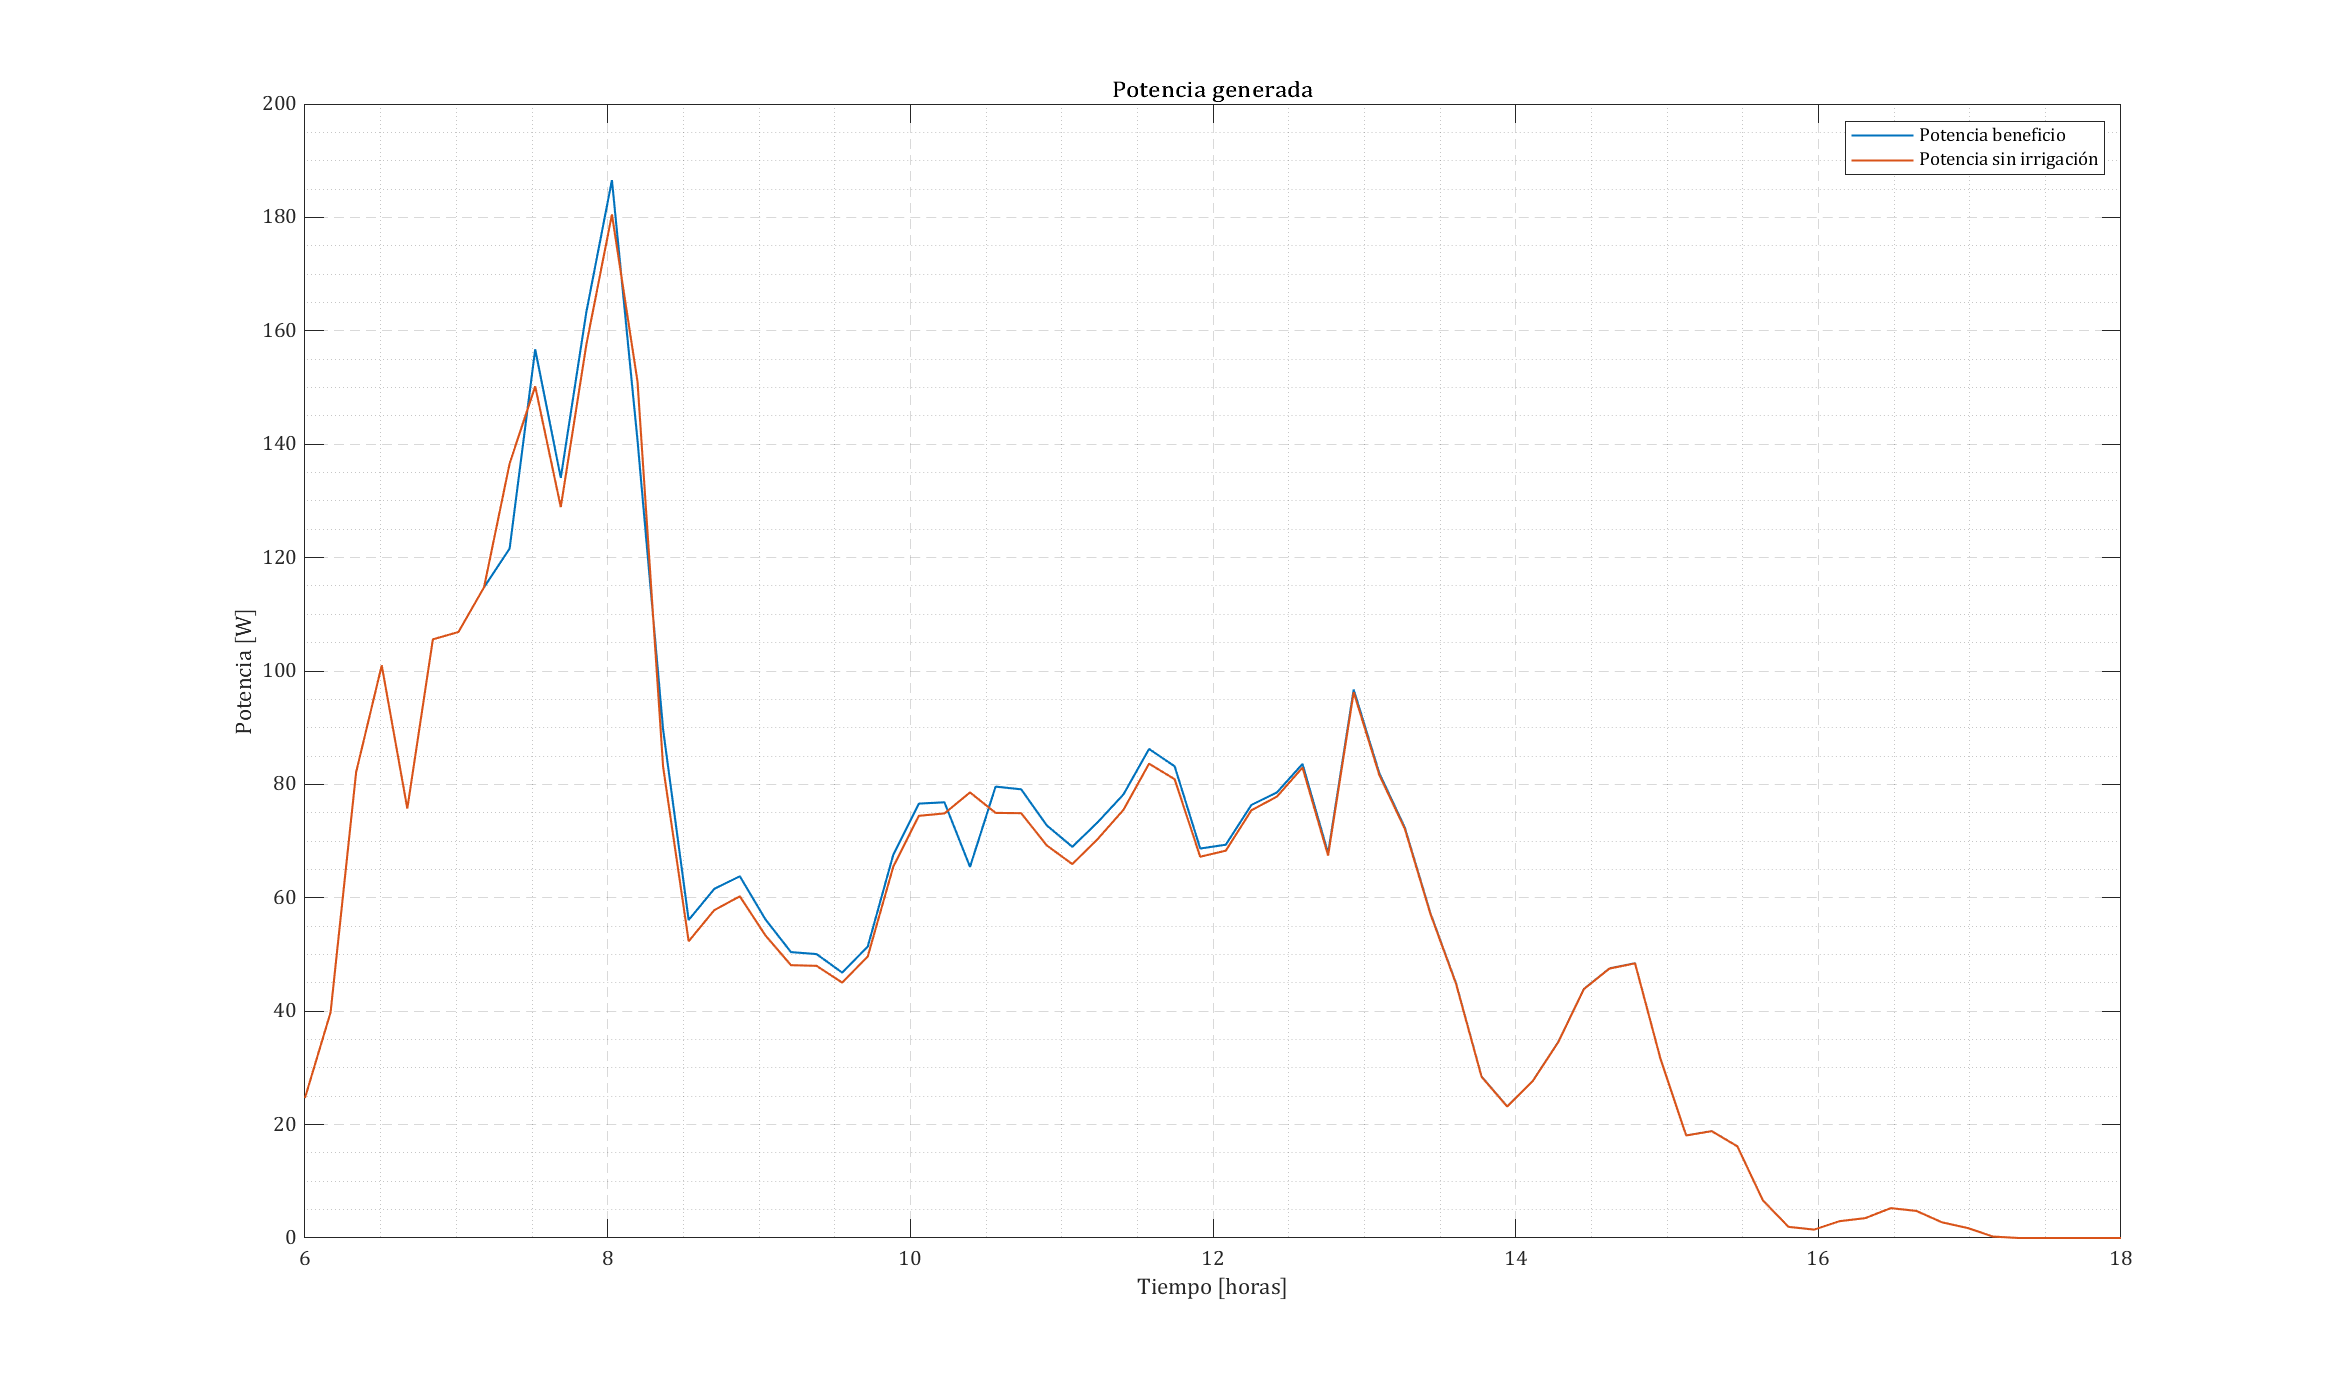 Potencia generada
200
180
160
140
120
100
80
60
40
20
0
Potencia [W]
Potencia beneficio
Potencia sin irrigación
6 8 10 12 14 16 18
Tiempo [horas]